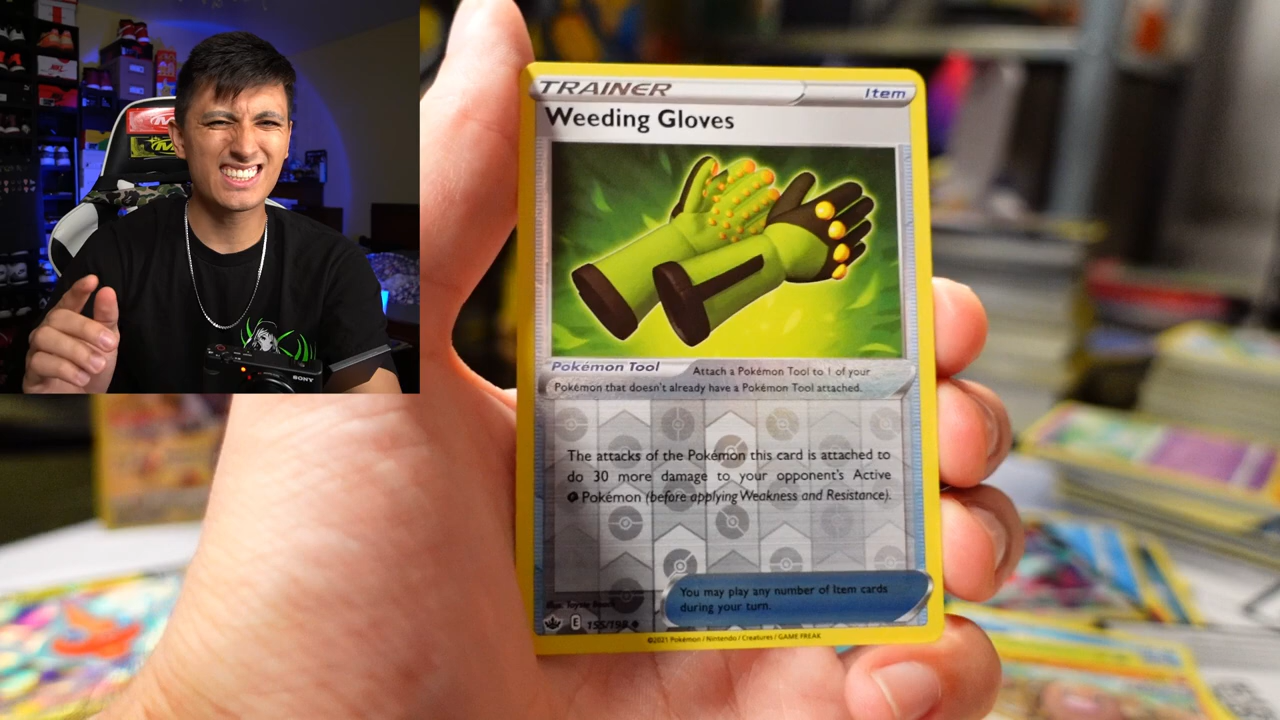 TRAINER
Item
Weeding Gloves
Pokémon Tool
Attach a Pokémon Tool to 1 of your
Pokémon that doesn't already have a Pokémon Tool attached.
The attacks of the Pokémon this card is attached to
do 30 more damage to your opponent's Active
Pokémon (before applying Weakness and Resistance).
You may play any number of Item cards
during your turn.
Illus.
E 155/198
©2021 Pokémon / Nintendo / Creatures / GAME FREAK
SONY